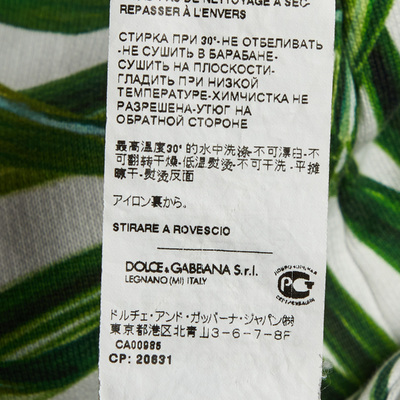 DE NETTOYAGE A SEC-
REPASSER À L'ENVERS
СТИРКА ПРИ 30°-НЕ ОТБЕЛИВАТЬ
-НЕ СУШИТЬ В БАРАБАНЕ-
СУШИТЬ НА ПЛОСКОСТИ-
ГЛАДИТЬ ПРИ НИЗКОЙ
ТЕМПЕРАТУРЕ-ХИМЧИСТКА НЕ
РАЗРЕШЕНА-УТЮГ НА
ОБРАТНОЙ СТОРОНЕ
最高溫度30°的水中洗滌-不可漂白-不
可翻转干燥-低溫熨烫-不可干洗-平摊
晾干-熨烫反面
アイロン裏から。
STIRARE A ROVESCIO
DOLCE&GABBANA S.r.l.
LEGNANO (MI) ITALY
ドルチェ・アンド・ガッバーナ・ジャパン㈱
東京都港区北青山3-6-7-8F
CA00985
CP: 20631